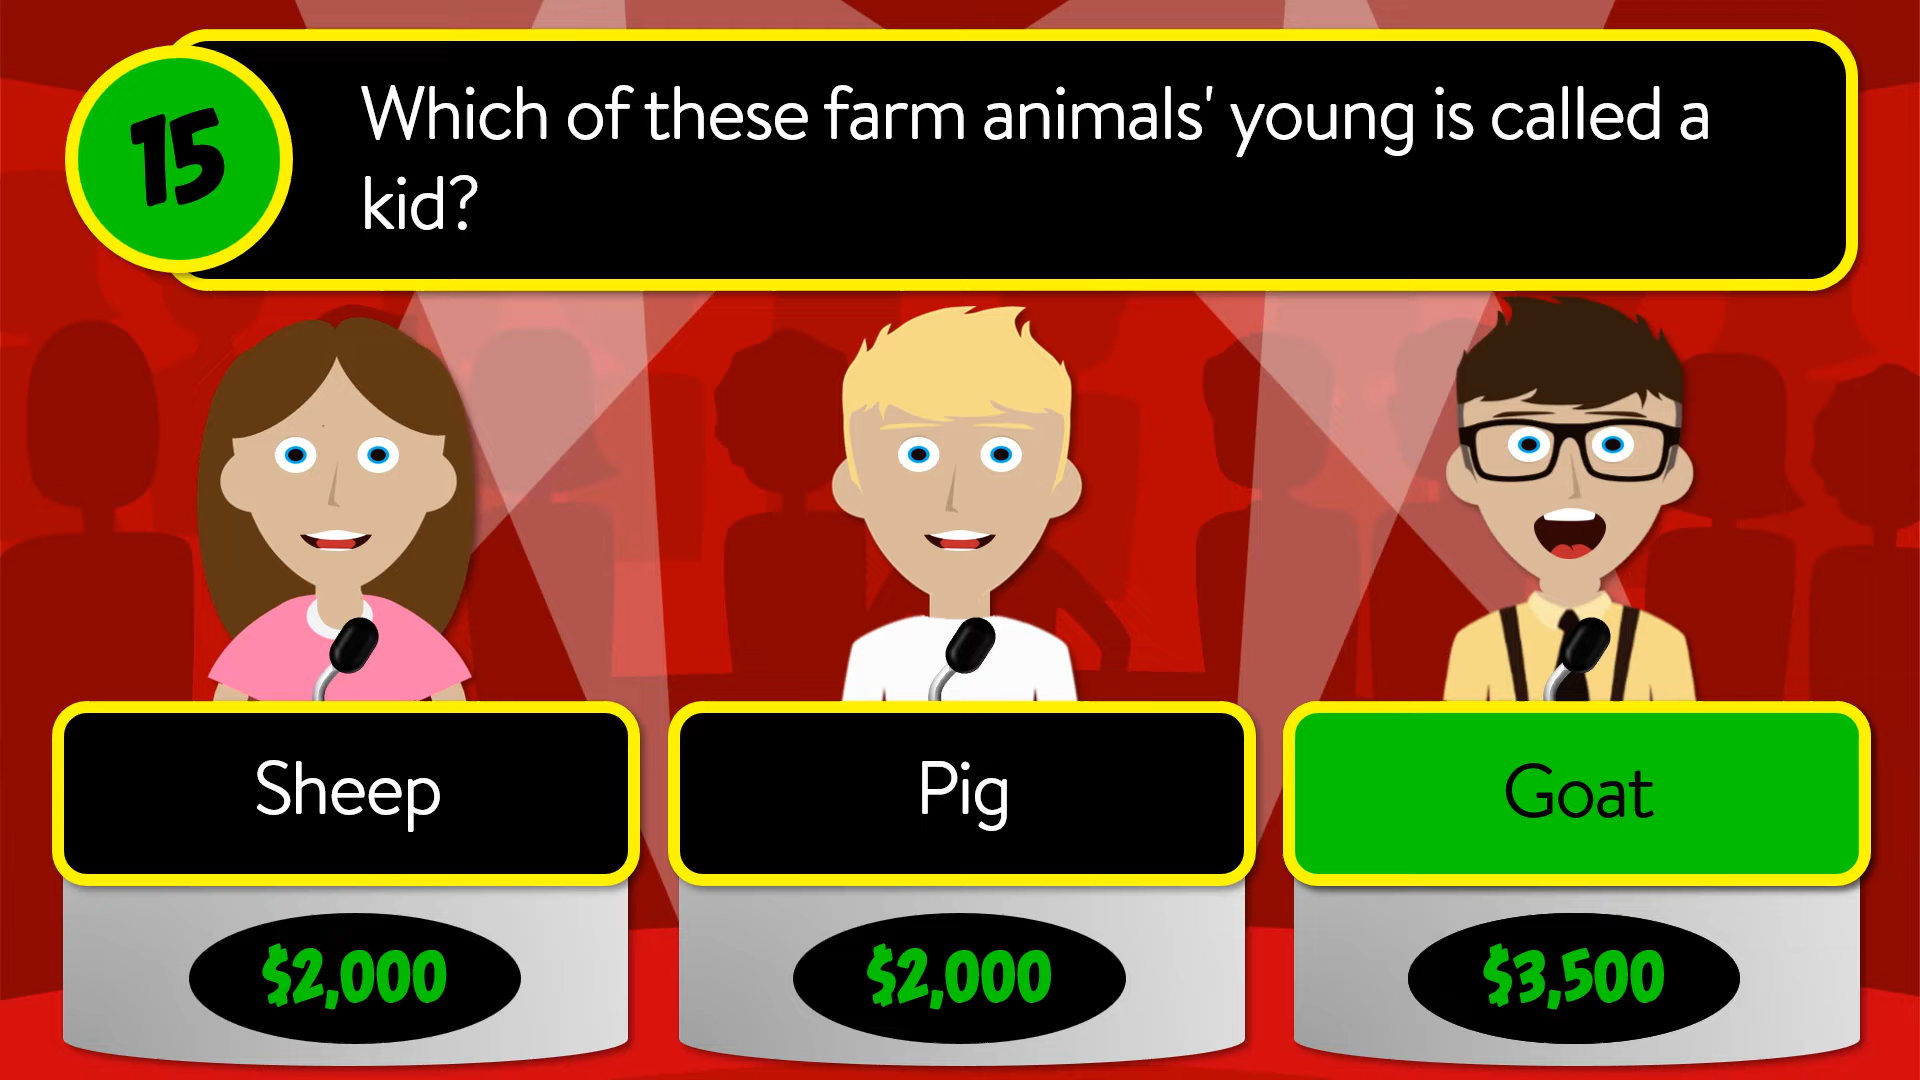 15
Which of these farm animals' young is called a
kid?
Sheep
Pig
Goat
$2,000
$2,000
$3,500